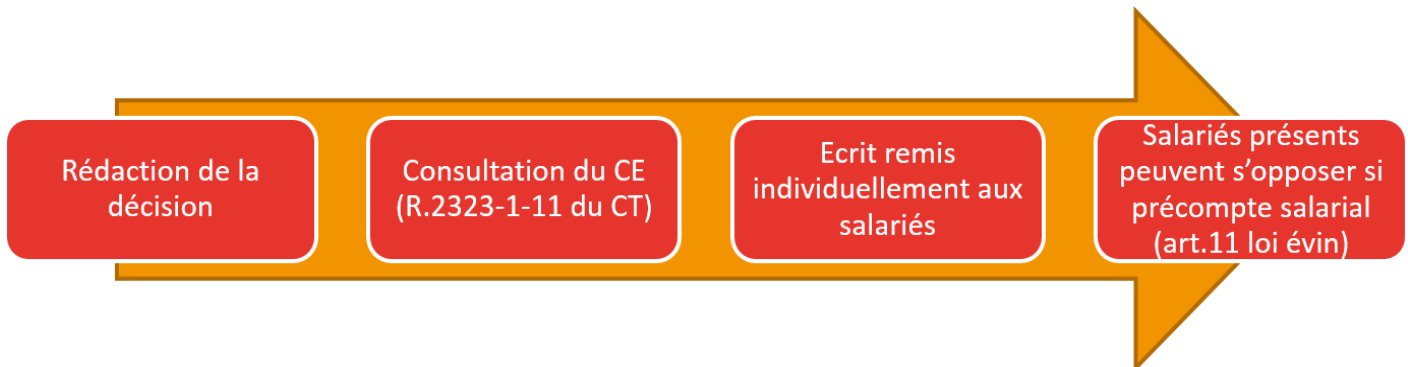 Rédaction de la
décision
Consultation du CE
(R.2323-1-11 du CT)
Ecrit remis
individuellement aux
salariés
Salariés présents
peuvent s’opposer si
précompte salarial
(art.11 loi évin)